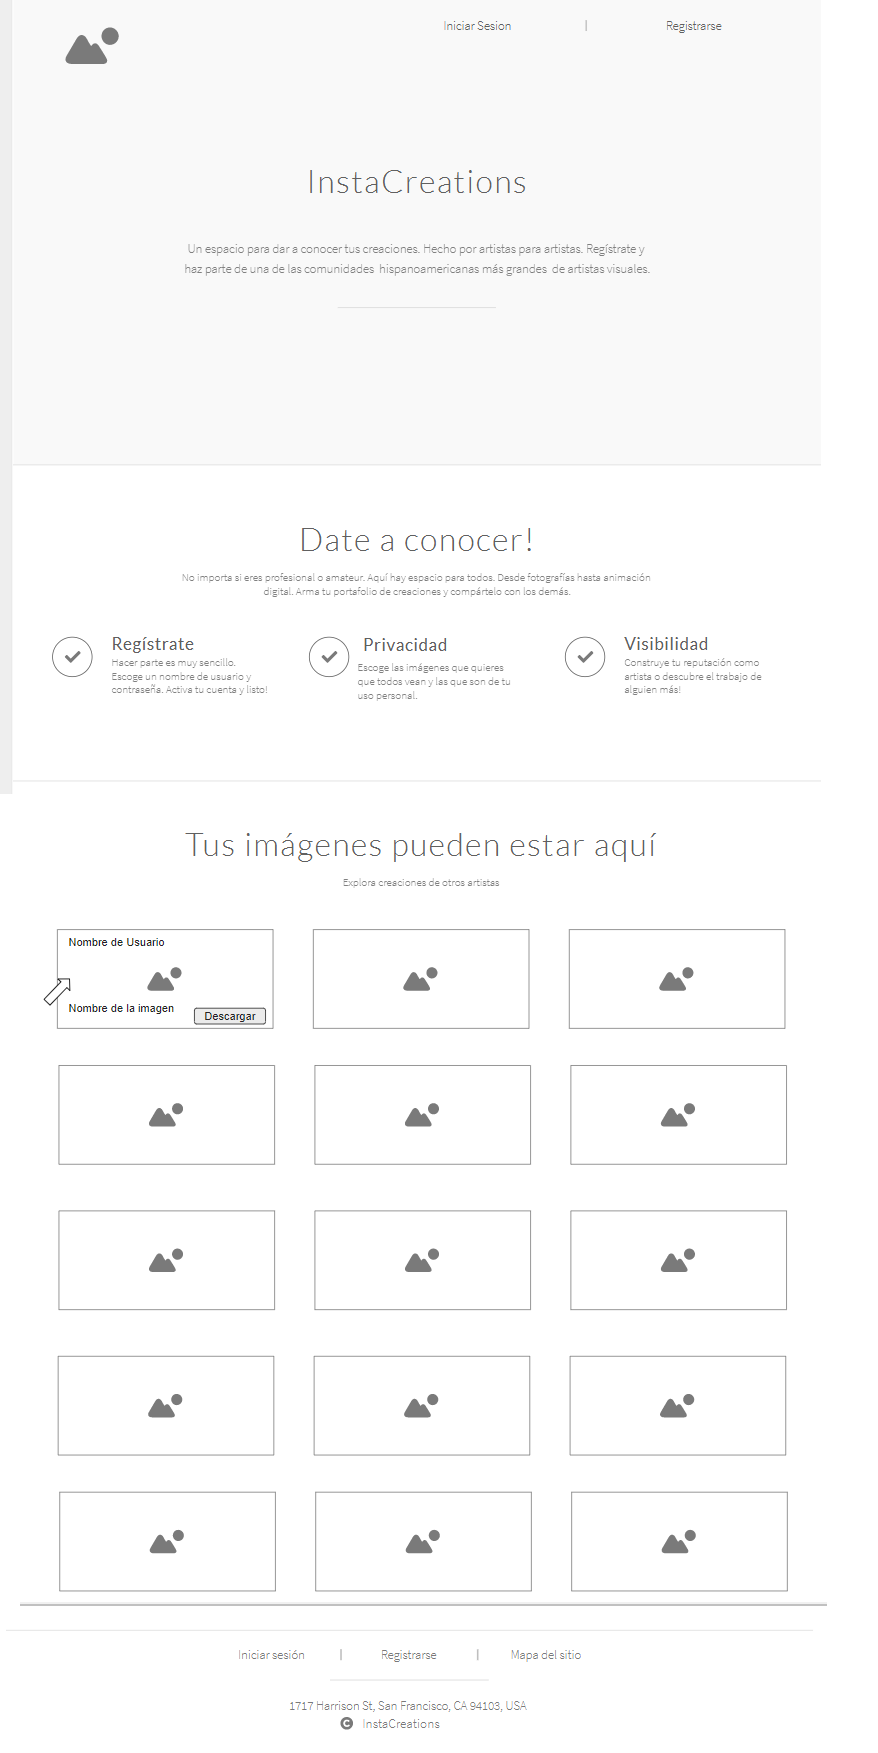 Iniciar Sesion | Registrarse
InstaCreations
Un espacio para dar a conocer tus creaciones. Hecho por artistas para artistas. Regístrate y
haz parte de una de las comunidades hispanoamericanas más grandes de artistas visuales.
Date a conocer!
No importa si eres profesional o amateur. Aquí hay espacio para todos. Desde fotografías hasta animación
digital. Arma tu portafolio de creaciones y compártelo con los demás.
Regístrate
Hacer parte es muy sencillo.
Escoge un nombre de usuario y
contraseña. Activa tu cuenta y listo!
Privacidad
Escoge las imágenes que quieres
que todos vean y las que son de tu
uso personal.
Visibilidad
Construye tu reputación como
artista o descubre el trabajo de
alguien más!
Tus imágenes pueden estar aquí
Explora creaciones de otros artistas
Nombre de Usuario
Nombre de la imagen
Descargar
Iniciar sesión | Registrarse | Mapa del sitio
1717 Harrison St, San Francisco, CA 94103, USA
© InstaCreations